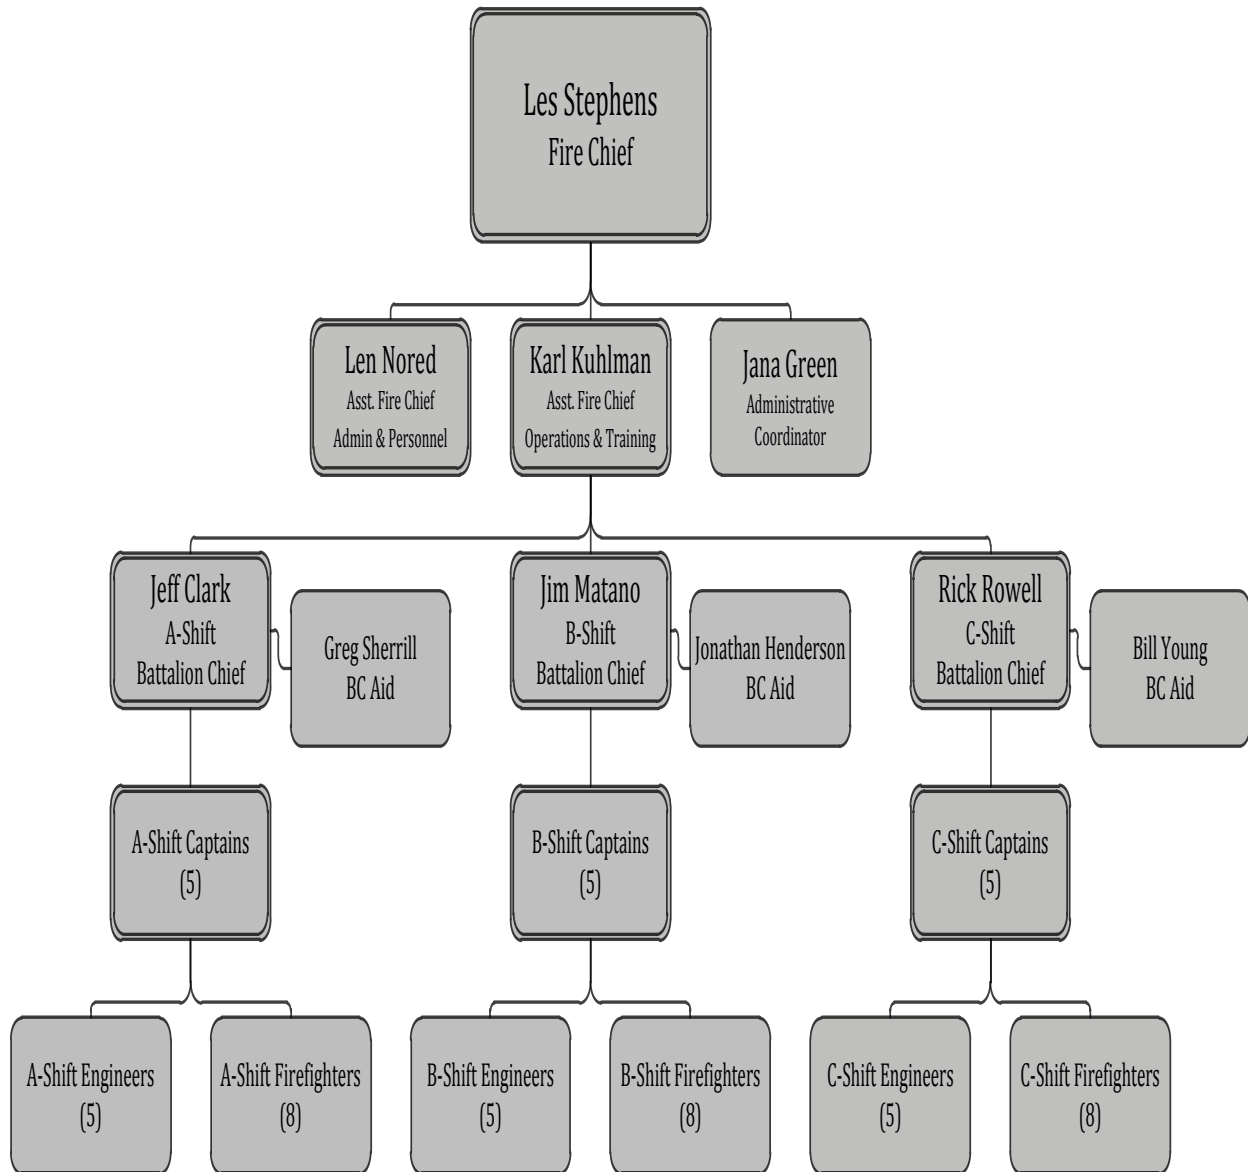 Les Stephens
Fire Chief
Len Nored
Asst. Fire Chief
Admin & Personnel
Karl Kuhlman
Asst. Fire Chief
Operations & Training
Jana Green
Administrative
Coordinator
Jeff Clark
A-Shift
Battalion Chief
Greg Sherrill
BC Aid
Jim Matano
B-Shift
Battalion Chief
Jonathan Henderson
BC Aid
Rick Rowell
C-Shift
Battalion Chief
Bill Young
BC Aid
A-Shift Captains
(5)
B-Shift Captains
(5)
C-Shift Captains
(5)
A-Shift Engineers
(5)
A-Shift Firefighters
(8)
B-Shift Engineers
(5)
B-Shift Firefighters
(8)
C-Shift Engineers
(5)
C-Shift Firefighters
(8)